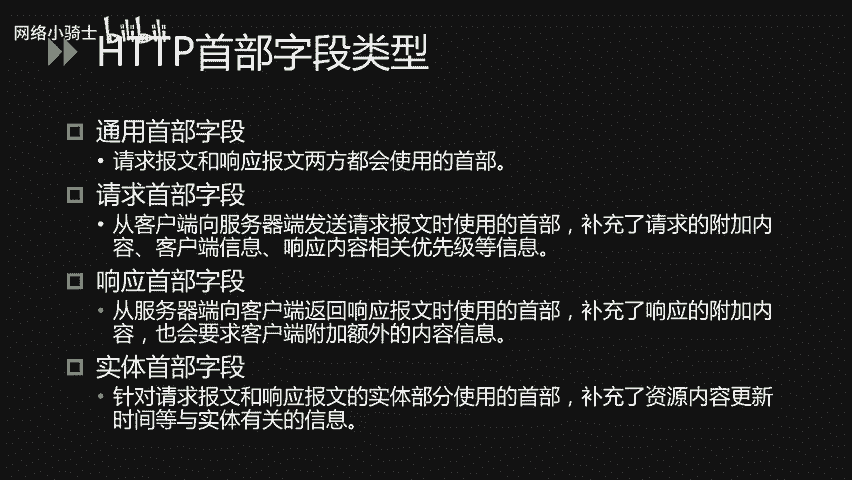 网络小骑士
HTTP首部字段类型
通用首部字段
• 请求报文和响应报文两方都会使用的首部。
请求首部字段
• 从客户端向服务器端发送请求报文时使用的首部，补充了请求的附加内
容、客户端信息、响应内容相关优先级等信息。
响应首部字段
• 从服务器端向客户端返回响应报文时使用的首部，补充了响应的附加内
容，也会要求客户端附加额外的内容信息。
实体首部字段
• 针对请求报文和响应报文的实体部分使用的首部，补充了资源内容更新
时间等与实体有关的信息。